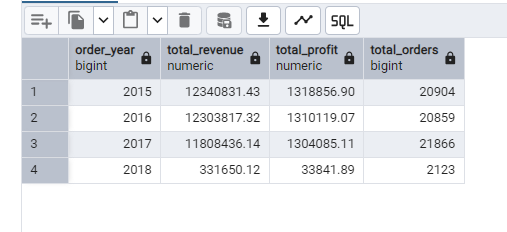 SQL
order_year total_revenue total_profit total_orders
bigint numeric numeric bigint
1 2015 12340831.43 1318856.90 20904
2 2016 12303817.32 1310119.07 20859
3 2017 11808436.14 1304085.11 21866
4 2018 331650.12 33841.89 2123